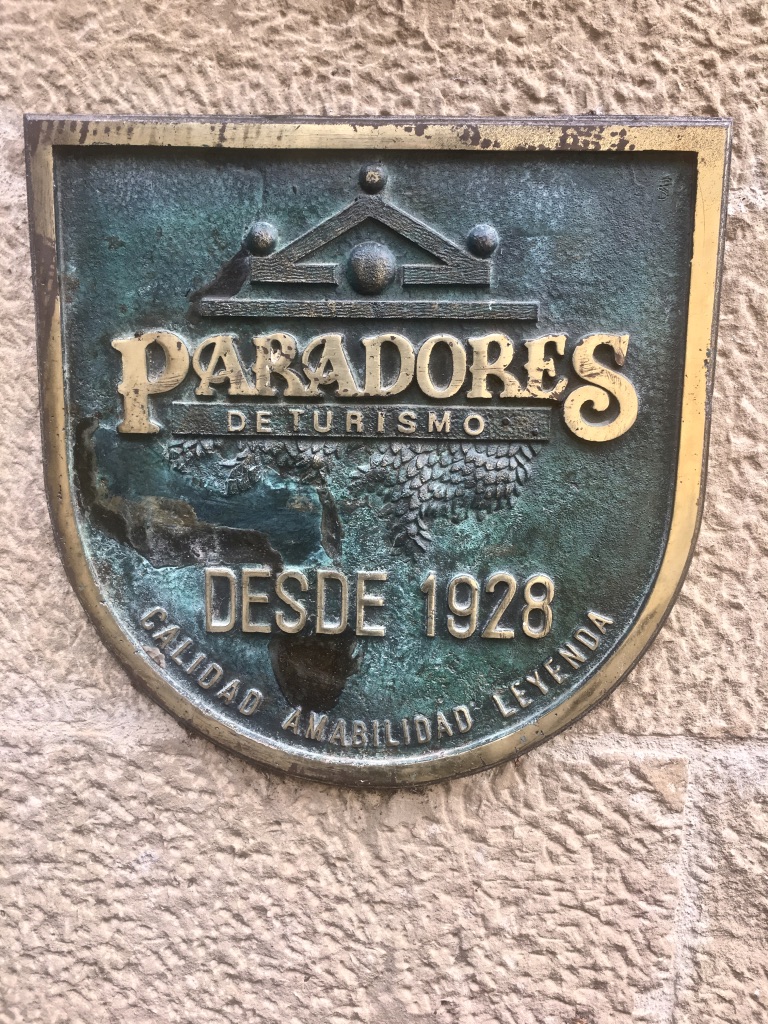 PARADORES
DE TURISMO
DESDE 1928
CALIDAD AMABILIDAD LEYENDA